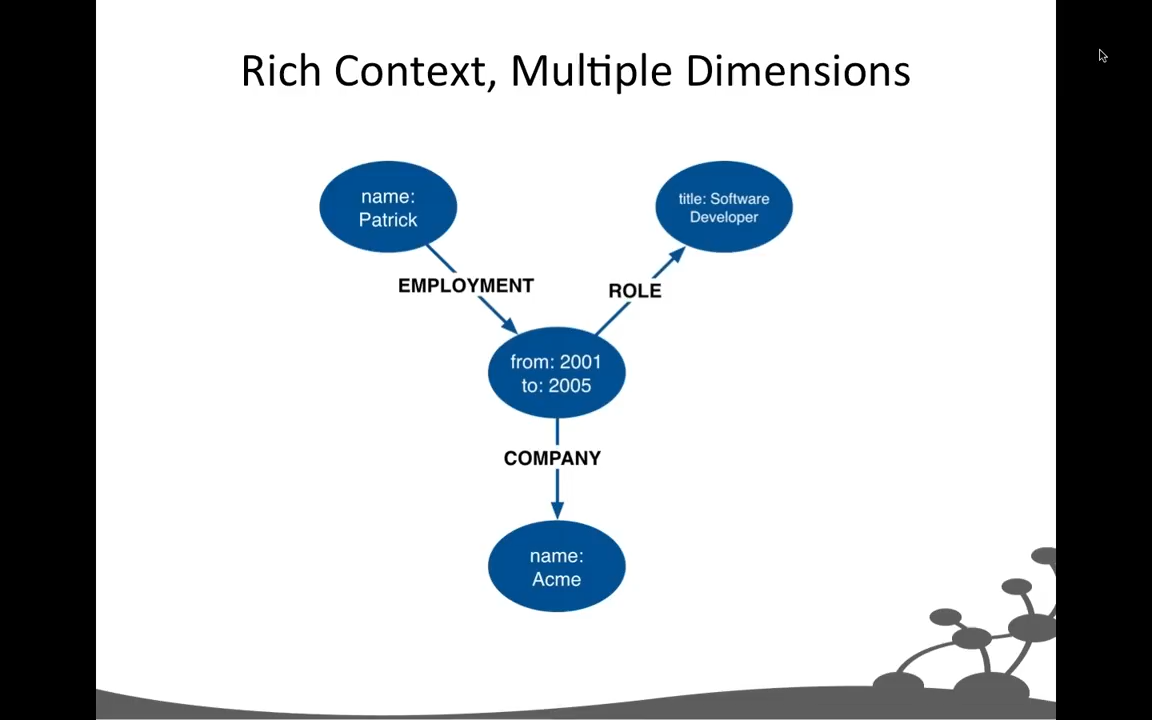 Rich Context, Multiple Dimensions
name:
Patrick
title: Software
Developer
EMPLOYMENT
ROLE
from: 2001
to: 2005
COMPANY
name:
Acme